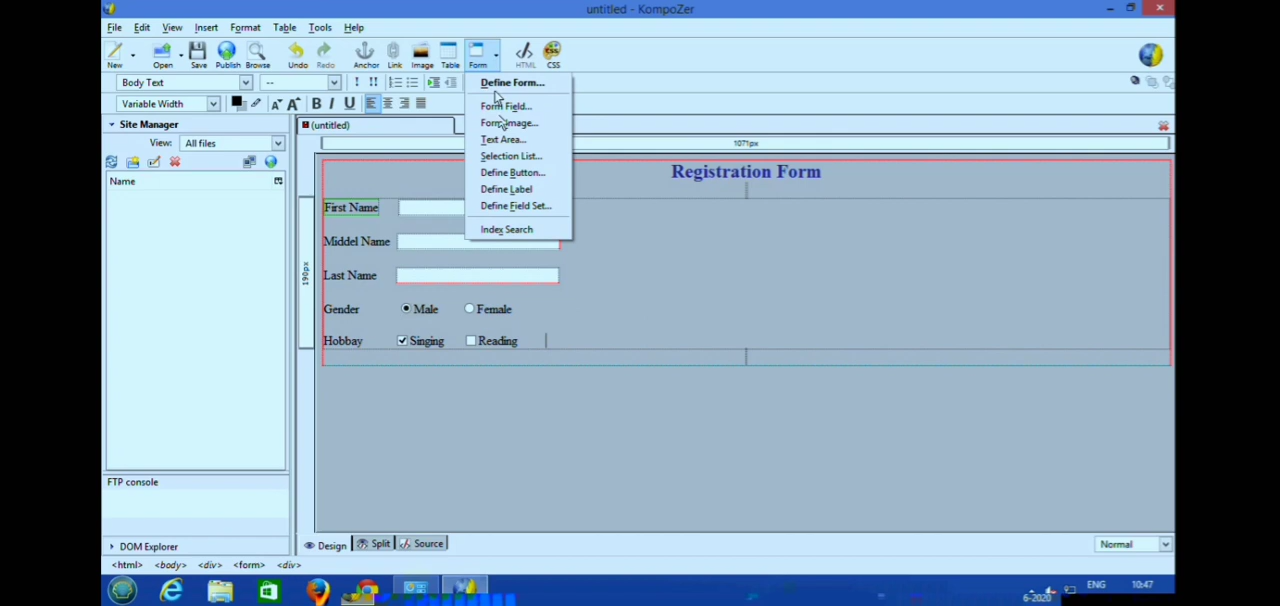 untitled - KompoZer
File Edit View Insert Format Table Tools Help
New Open Save Publish Browse Undo Redo Anchor Link Image Table Form HTML CSS
Body Text --
Variable Width B I U
Define Form...
Form Field...
Form Image...
Text Area...
Selection List...
Define Button...
Define Label
Define Field Set...
Index Search
Site Manager
View: All files
Name
(untitled)
1071px
190px
Registration Form
First Name
Middel Name
Last Name
Gender Male Female
Hobbay Singing Reading
FTP console
DOM Explorer
Design Split Source
Normal
<html> <body> <div> <form> <div>
ENG 10:47
6-2020